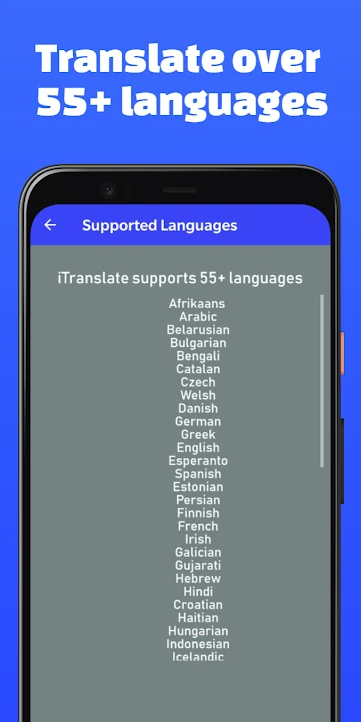 Translate over
55+ languages
Supported Languages
iTranslate supports 55+ languages
Afrikaans
Arabic
Belarusian
Bulgarian
Bengali
Catalan
Czech
Welsh
Danish
German
Greek
English
Esperanto
Spanish
Estonian
Persian
Finnish
French
Irish
Galician
Gujarati
Hebrew
Hindi
Croatian
Haitian
Hungarian
Indonesian
Icelandic